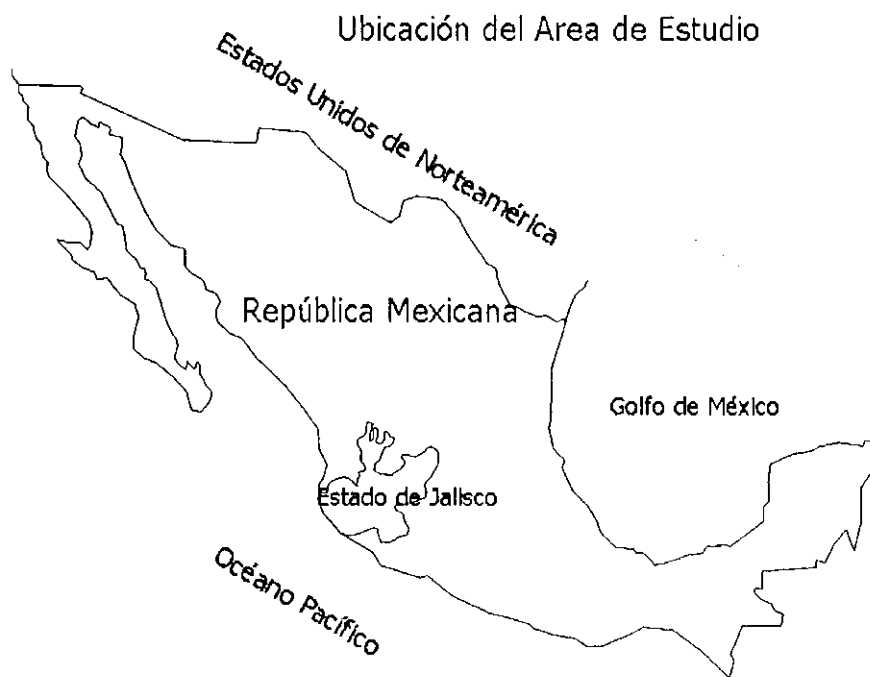 Ubicación del Area de Estudio
Estados Unidos de Norteamérica
República Mexicana
Golfo de México
Estado de Jalisco
Océano Pacífico